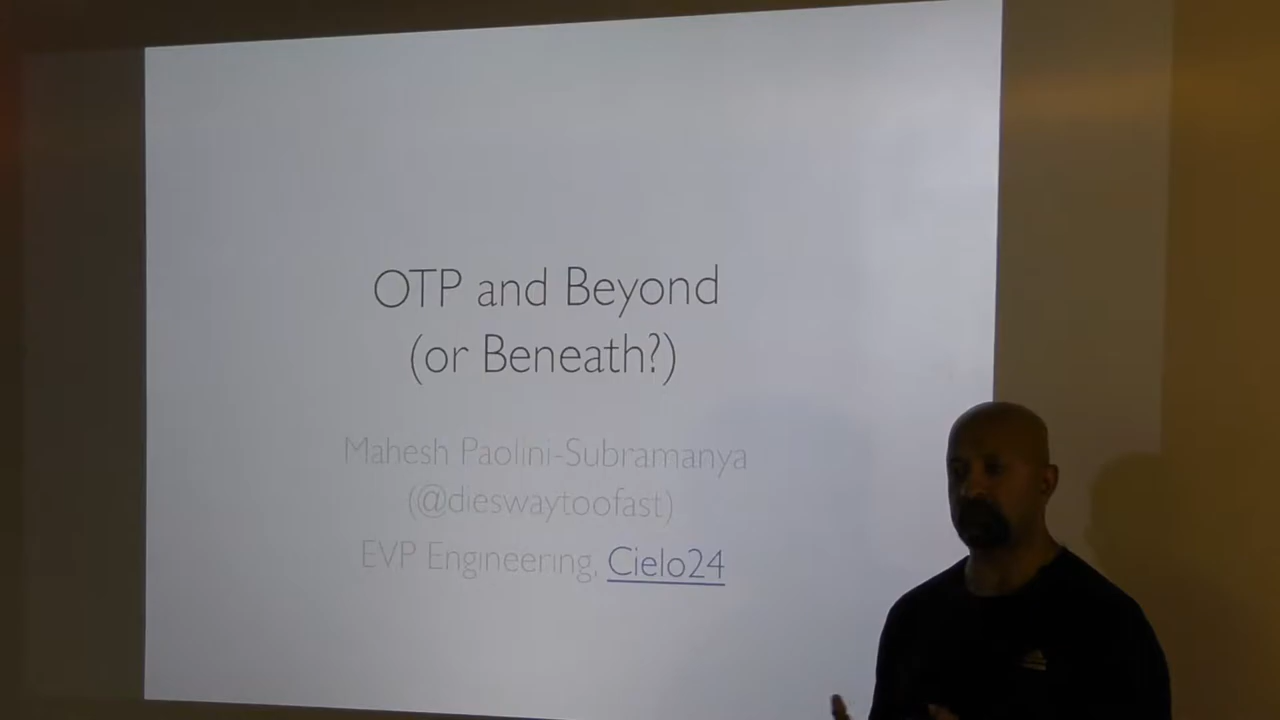 OTP and Beyond
(or Beneath?)
Mahesh Paolini-Subramanya
(@dieswaytoofast)
EVP Engineering, Cielo24